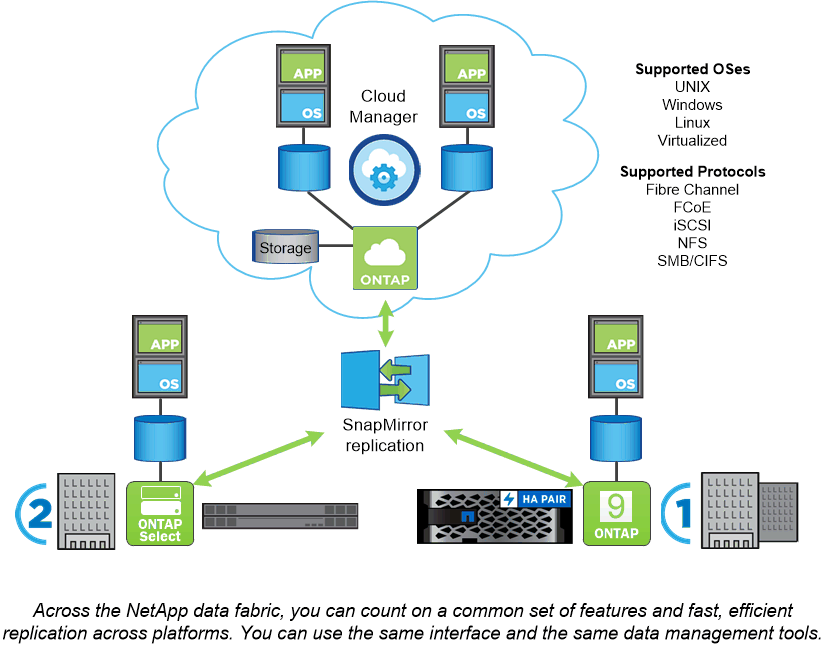 APP
OS
APP
OS
Cloud
Manager
Storage
ONTAP
Supported OSes
UNIX
Windows
Linux
Virtualized
Supported Protocols
Fibre Channel
FCoE
iSCSI
NFS
SMB/CIFS
APP
OS
SnapMirror
replication
APP
OS
2
ONTAP
Select
HA PAIR
9
ONTAP
1
Across the NetApp data fabric, you can count on a common set of features and fast, efficient
replication across platforms. You can use the same interface and the same data management tools.